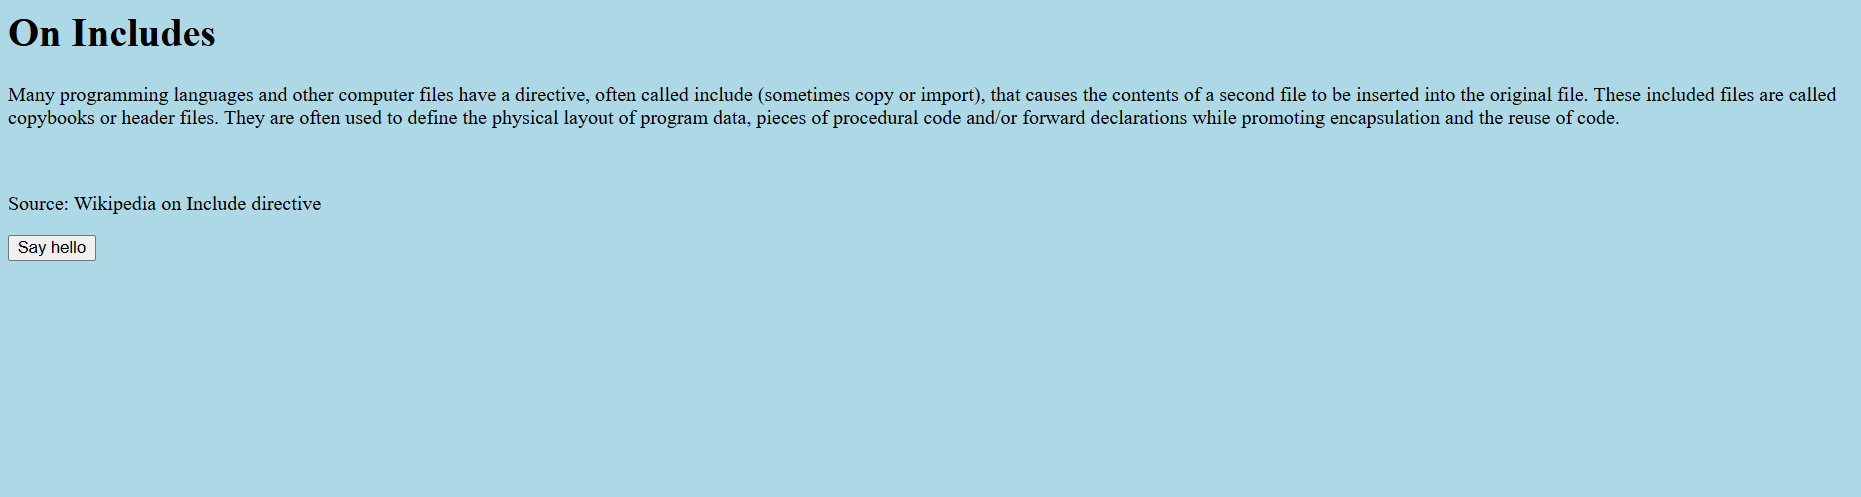 On Includes
Many programming languages and other computer files have a directive, often called include (sometimes copy or import), that causes the contents of a second file to be inserted into the original file. These included files are called
copybooks or header files. They are often used to define the physical layout of program data, pieces of procedural code and/or forward declarations while promoting encapsulation and the reuse of code.
Source: Wikipedia on Include directive
Say hello